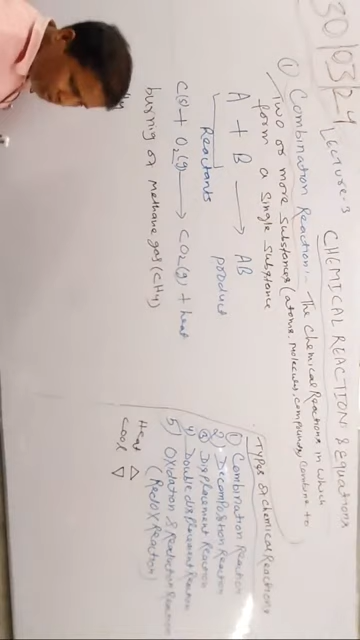 30/03/24
Lecture-3
CHEMICAL REACTIONS & Equations
① Combination Reaction:- The Chemical Reactions in which
Two or more substances (atoms, molecules, compounds) combine to
form a single substance
A + B → AB
Reactants product
C(s) + O2(g) → CO2(g) + heat
burnig of methane gas (CH4)
Types of chemical Reactions
① Combination Reaction
2) Dicomposition Reaction
③ Displacement Reaction
4) Double displacement Reaction
5) Oxidation & Reduction Reaction
(Redox Reaction)
Heat △
Cool ▽